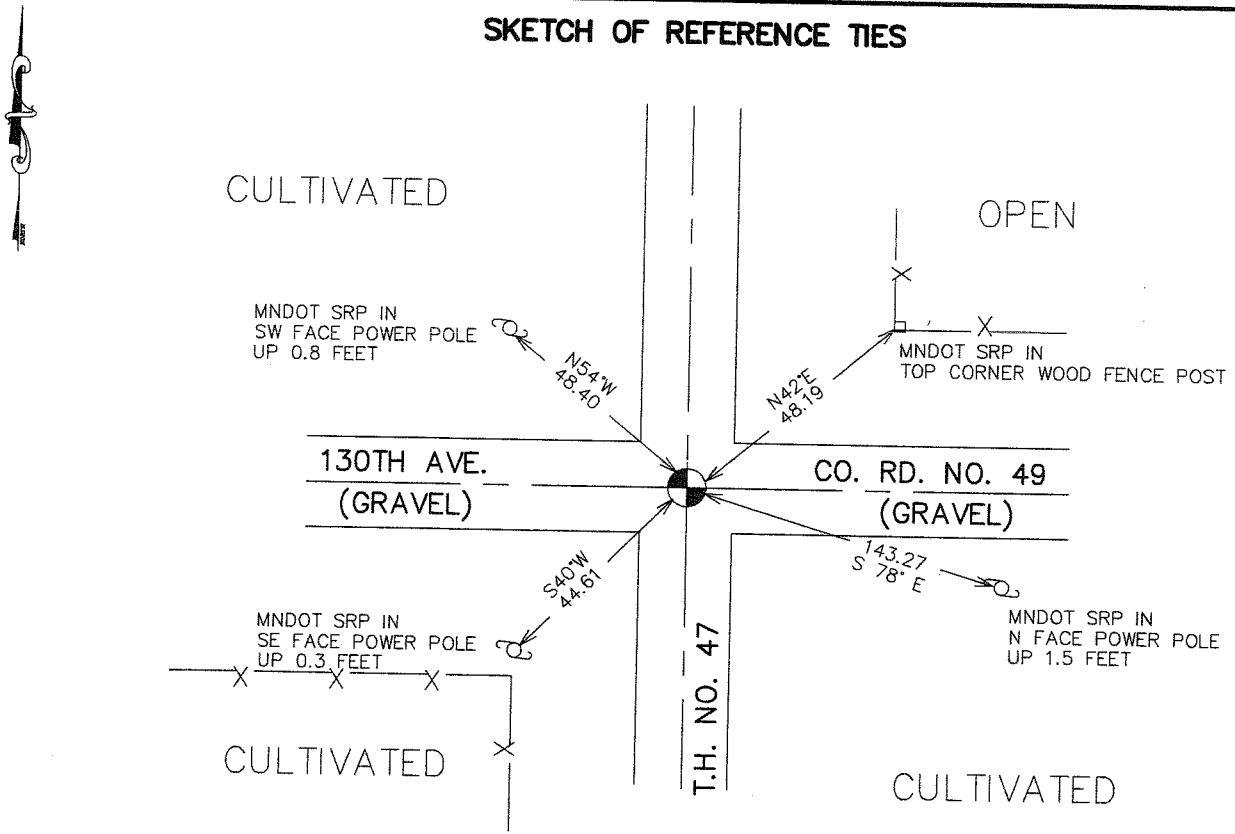 SKETCH OF REFERENCE TIES
CULTIVATED
OPEN
MNDOT SRP IN
SW FACE POWER POLE
UP 0.8 FEET
N54°W
48.40
N42°E
48.19
MNDOT SRP IN
TOP CORNER WOOD FENCE POST
130TH AVE.
(GRAVEL)
CO. RD. NO. 49
(GRAVEL)
S40°W
44.61
143.27
S 78° E
MNDOT SRP IN
SE FACE POWER POLE
UP 0.3 FEET
MNDOT SRP IN
N FACE POWER POLE
UP 1.5 FEET
T.H. NO. 47
CULTIVATED
CULTIVATED